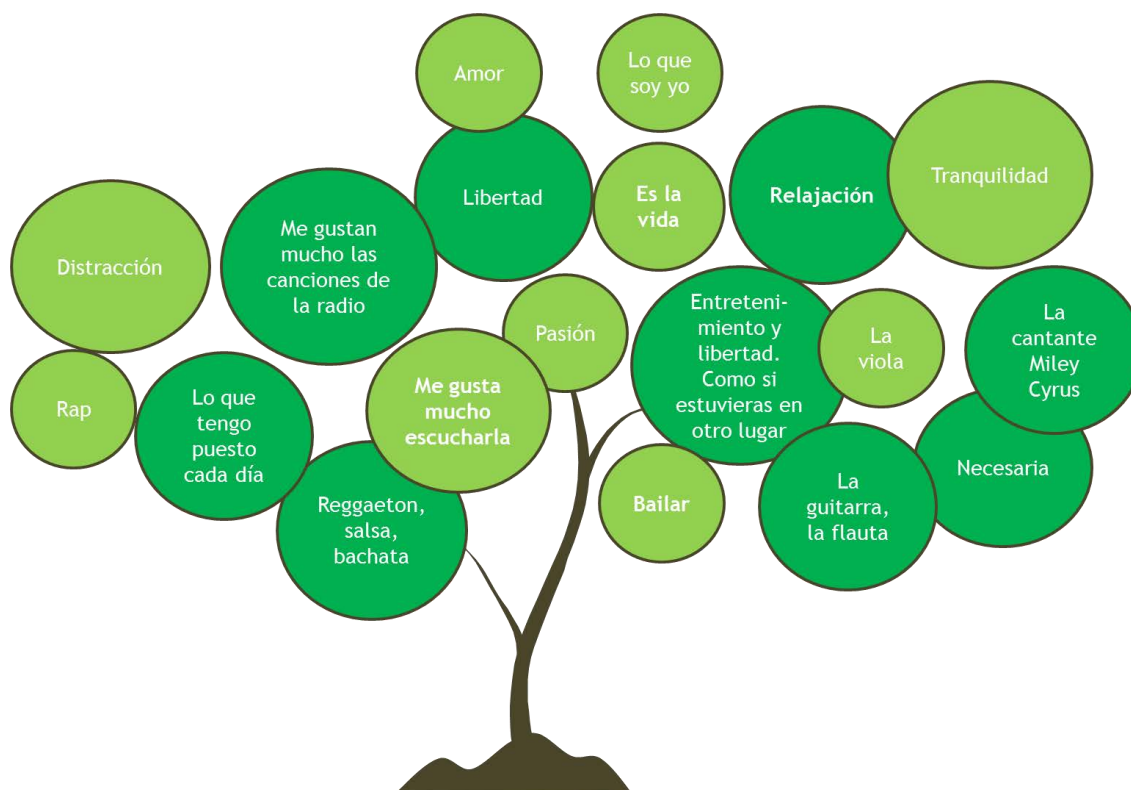 Amor
Lo que
soy yo
Libertad
Es la
vida
Relajación
Tranquilidad
Distracción
Me gustan
mucho las
canciones de
la radio
Pasión
Entreteni-
miento y
libertad.
Como si
estuvieras en
otro lugar
La
viola
La
cantante
Miley
Cyrus
Rap
Lo que
tengo
puesto
cada día
Me gusta
mucho
escucharla
Reggaeton,
salsa,
bachata
Bailar
La
guitarra,
la flauta
Necesaria